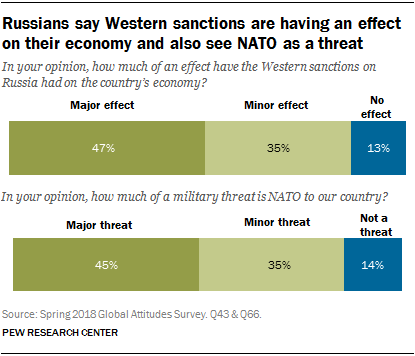 Russians say Western sanctions are having an effect
on their economy and also see NATO as a threat
In your opinion, how much of an effect have the Western sanctions on
Russia had on the country's economy?
Major effect Minor effect No
effect
47% 35% 13%
In your opinion, how much of a military threat is NATO to our country?
Major threat Minor threat Not a
threat
45% 35% 14%
Source: Spring 2018 Global Attitudes Survey. Q43 & Q66.
PEW RESEARCH CENTER